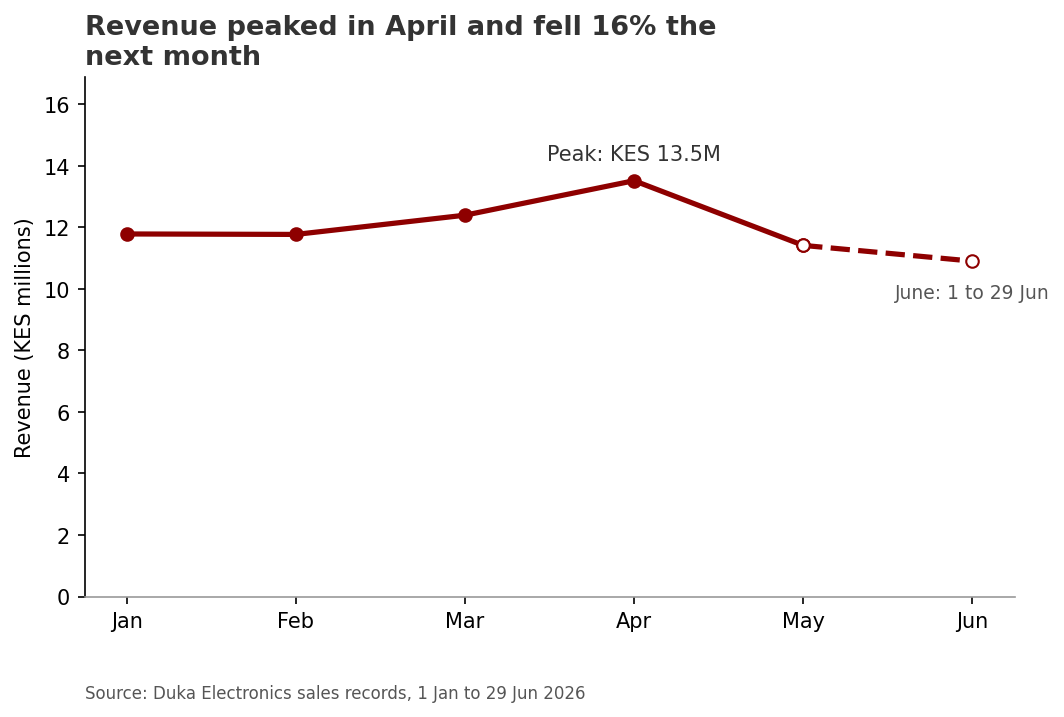 Revenue peaked in April and fell 16% the
next month
Revenue (KES millions)
16
14
12
10
8
6
4
2
0
Peak: KES 13.5M
June: 1 to 29 Jun
Jan
Feb
Mar
Apr
May
Jun
Source: Duka Electronics sales records, 1 Jan to 29 Jun 2026